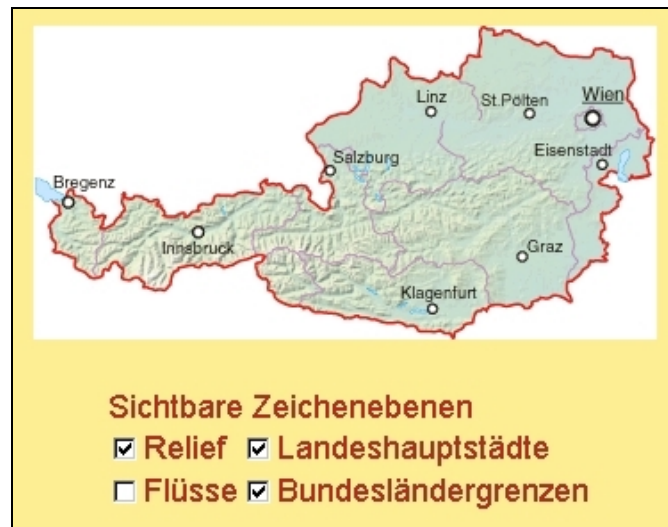 Linz
St.Pölten
Wien
Eisenstadt
Salzburg
Bregenz
Innsbruck
Graz
Klagenfurt
Sichtbare Zeichenebenen
Relief Landeshauptstädte
Flüsse Bundesländergrenzen